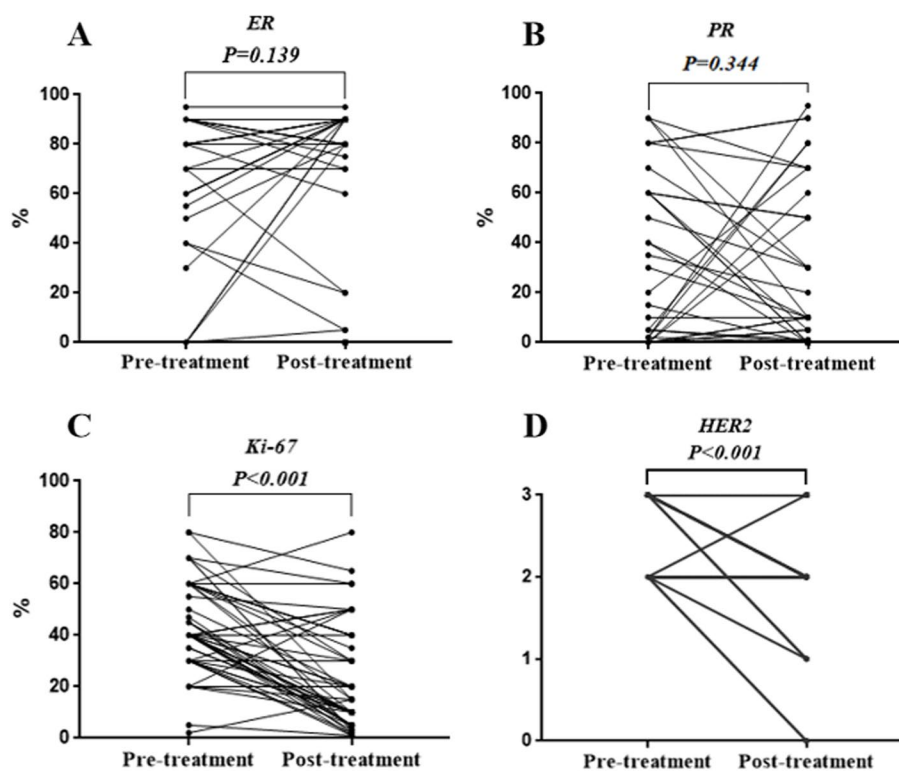 A
ER
P=0.139
100
80
60
40
20
0
%
Pre-treatment Post-treatment
B
PR
P=0.344
100
80
60
40
20
0
%
Pre-treatment Post-treatment
C
Ki-67
P<0.001
100
80
60
40
20
0
%
Pre-treatment Post-treatment
D
HER2
P<0.001
3
2
1
0
Pre-treatment Post-treatment